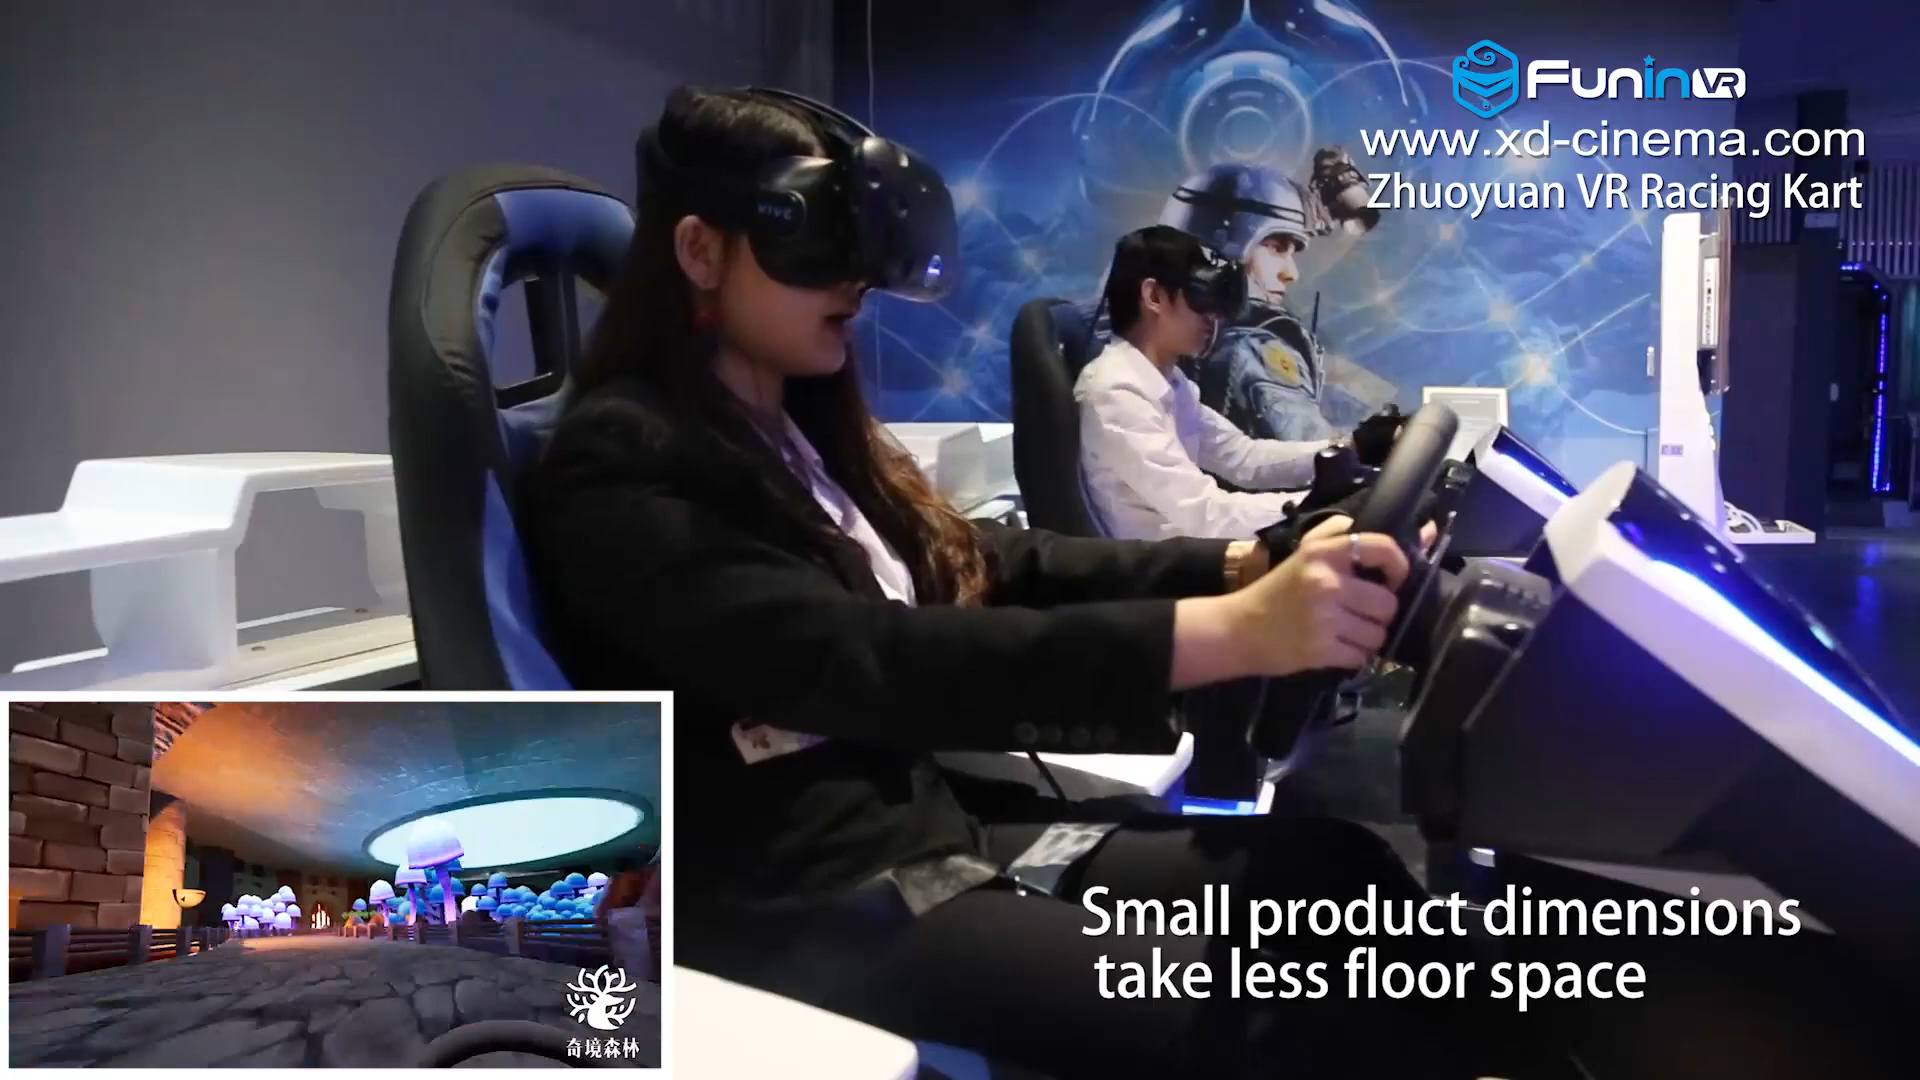 FuninVR
www.xd-cinema.com
Zhuoyuan VR Racing Kart
VIVE
Small product dimensions
take less floor space
奇境森林